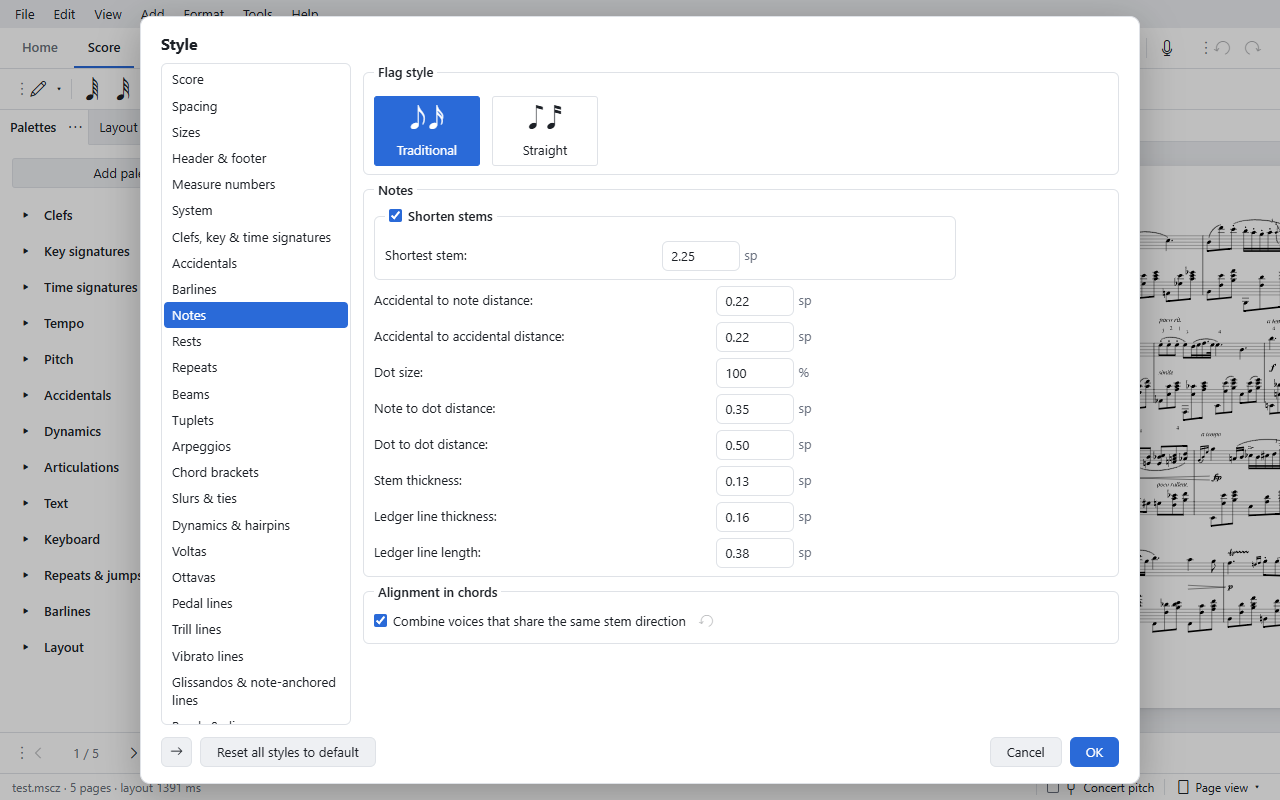 File Edit View Add Format Tools Help
Home Score
Palettes ··· Layout
Clefs
Key signatures
Time signatures
Tempo
Pitch
Accidentals
Dynamics
Articulations
Text
Keyboard
Repeats & jumps
Barlines
Layout
1 / 5
test.mscz · 5 pages · layout 1391 ms
Concert pitch
Page view
Style
Score
Spacing
Sizes
Header & footer
Measure numbers
System
Clefs, key & time signatures
Accidentals
Barlines
Notes
Rests
Repeats
Beams
Tuplets
Arpeggios
Chord brackets
Slurs & ties
Dynamics & hairpins
Voltas
Ottavas
Pedal lines
Trill lines
Vibrato lines
Glissandos & note-anchored
lines
Flag style
Traditional
Straight
Notes
Shorten stems
Shortest stem: 2.25 sp
Accidental to note distance: 0.22 sp
Accidental to accidental distance: 0.22 sp
Dot size: 100 %
Note to dot distance: 0.35 sp
Dot to dot distance: 0.50 sp
Stem thickness: 0.13 sp
Ledger line thickness: 0.16 sp
Ledger line length: 0.38 sp
Alignment in chords
Combine voices that share the same stem direction
Reset all styles to default
Cancel
OK
paco rit.
simile
a tempo
poco rallent.